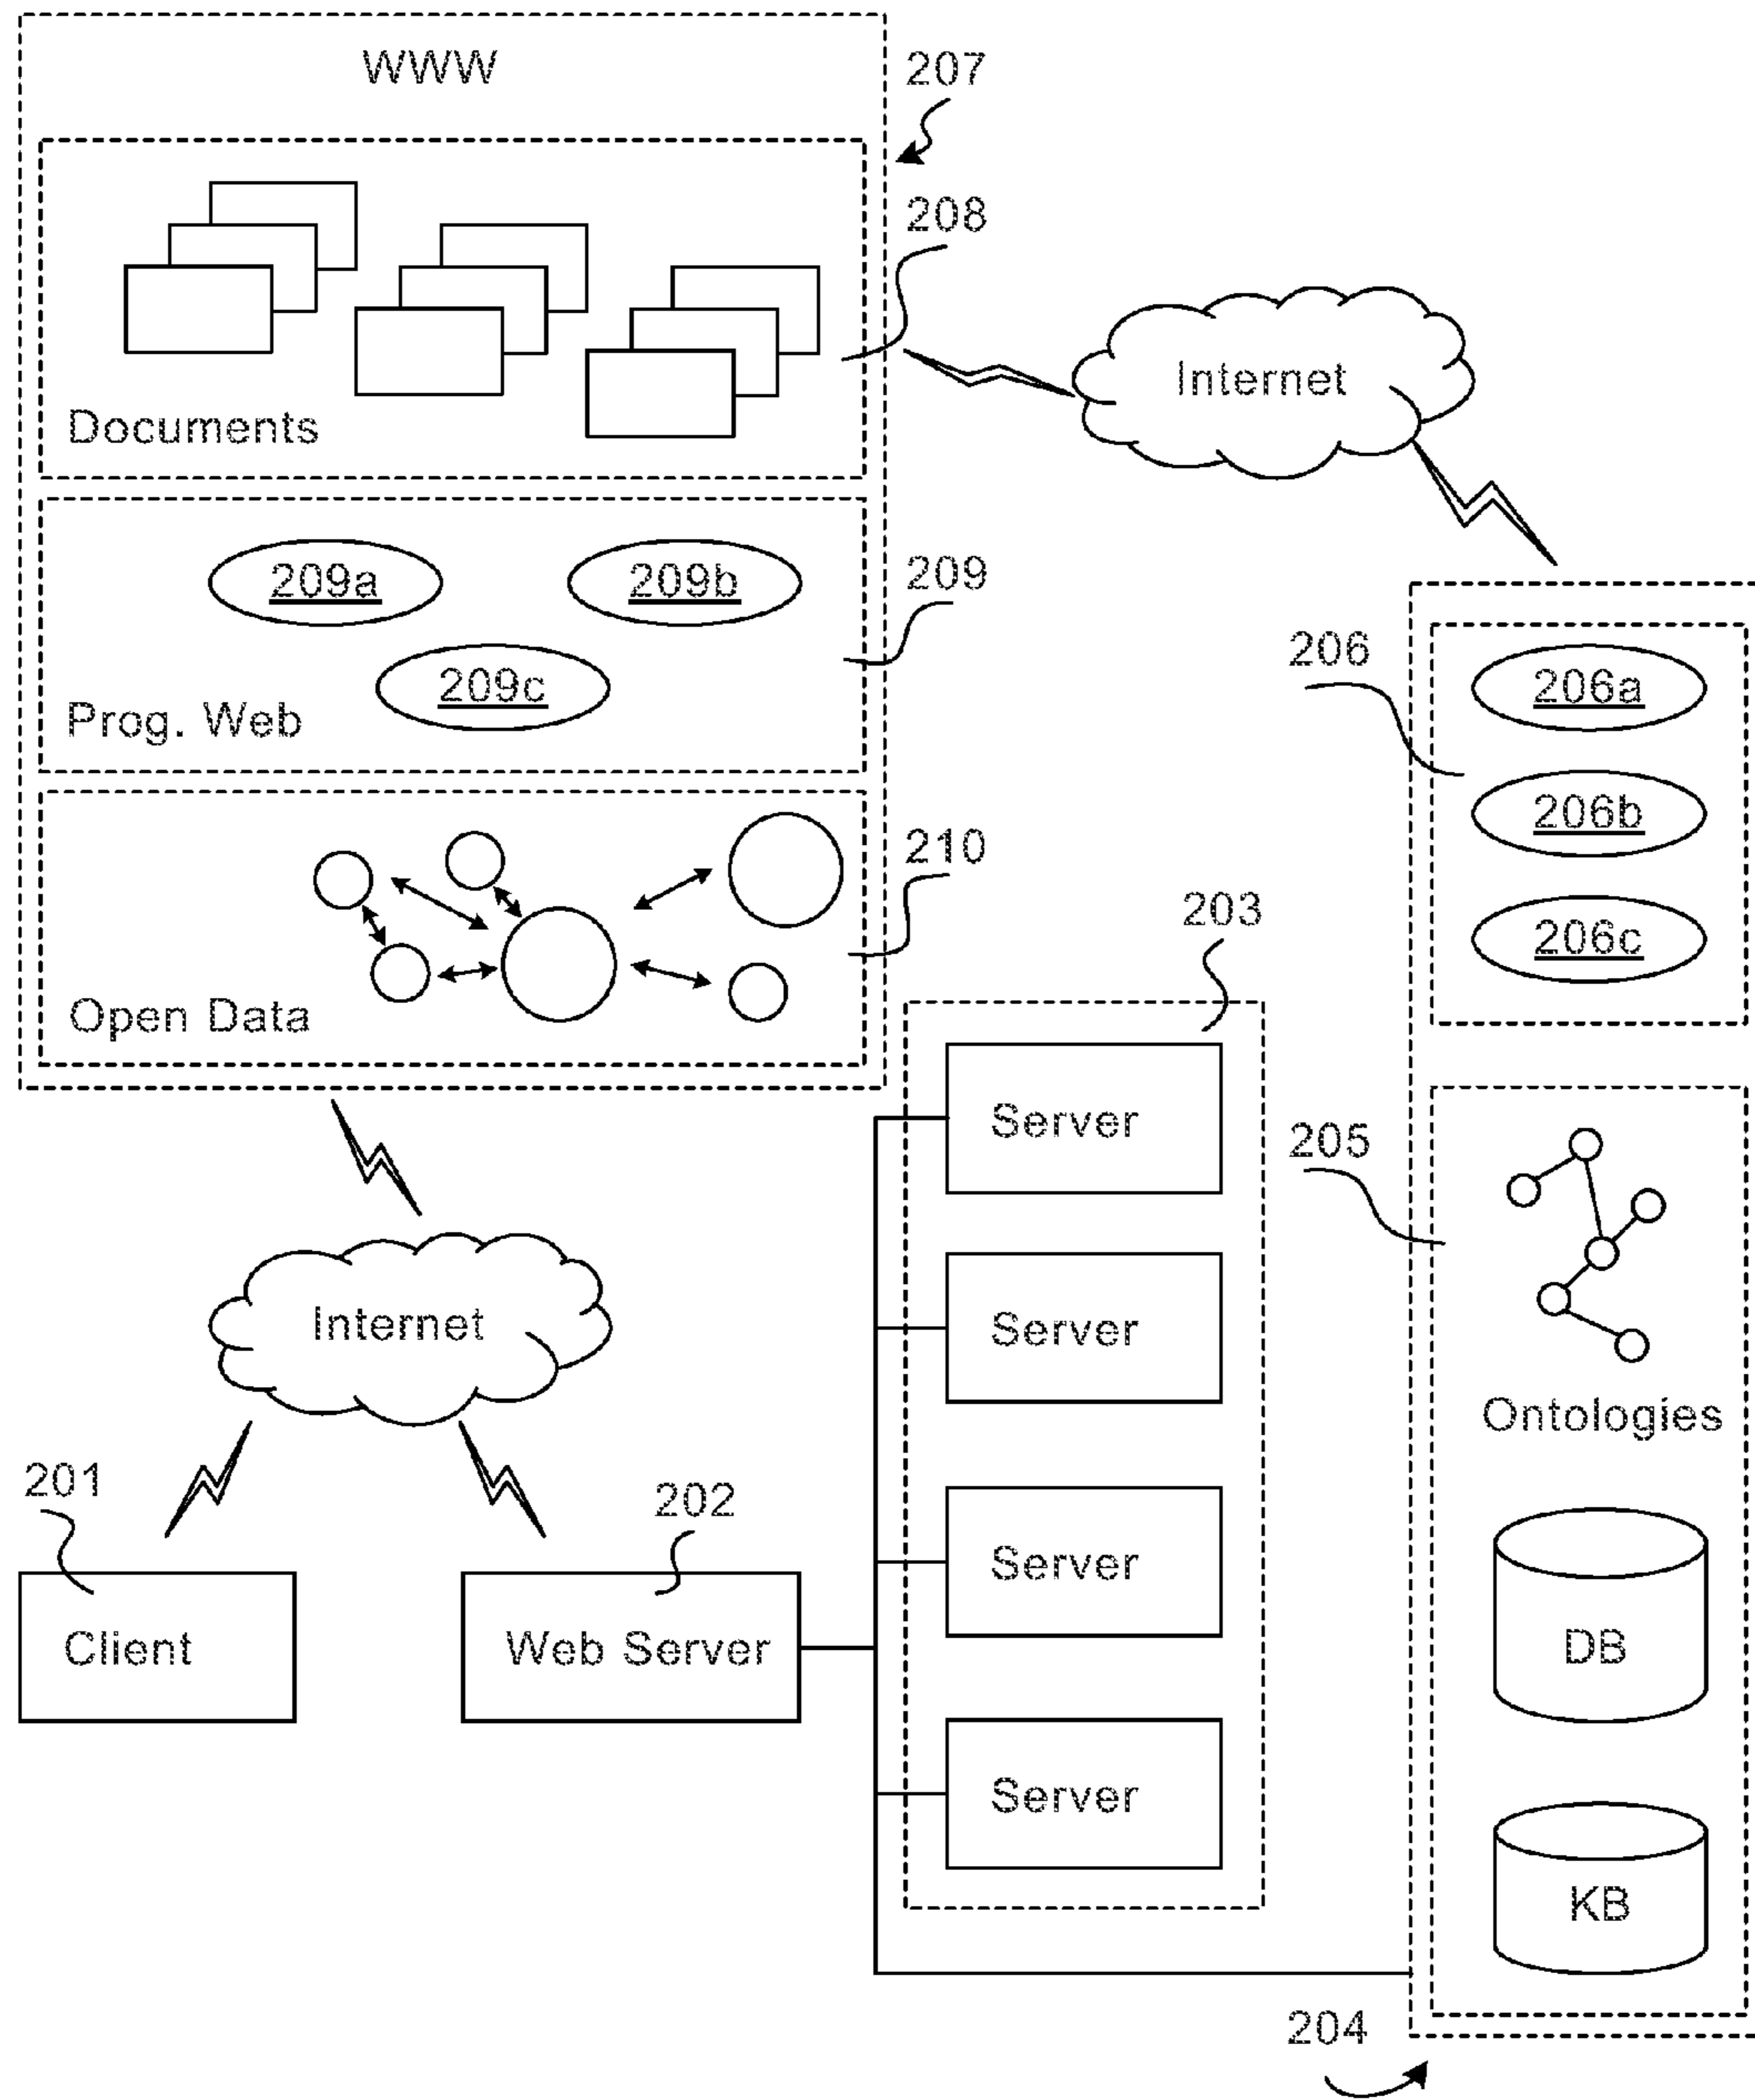 WWW
207
208
Documents
Internet
209a
209b
209
209c
Prog. Web
206
206a
206b
206c
210
Open Data
203
Server
205
Internet
Server
Ontologies
201
202
Server
Client
Web Server
DB
Server
KB
204